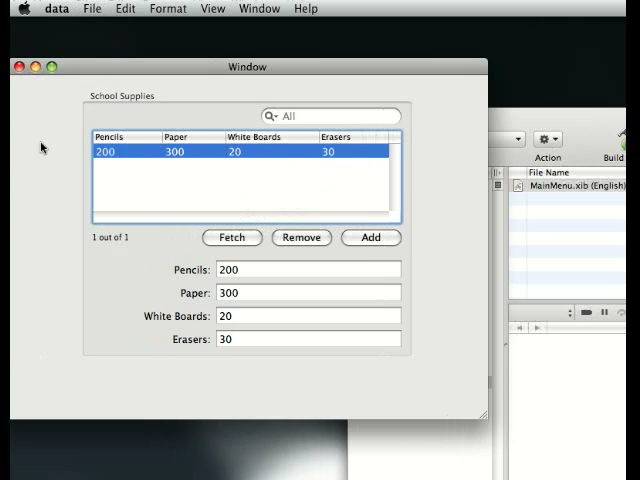 data File Edit Format View Window Help
Window
School Supplies
All
Pencils Paper White Boards Erasers
200 300 20 30
1 out of 1
Fetch Remove Add
Pencils: 200
Paper: 300
White Boards: 20
Erasers: 30
Action Build
File Name
MainMenu.xib (English)